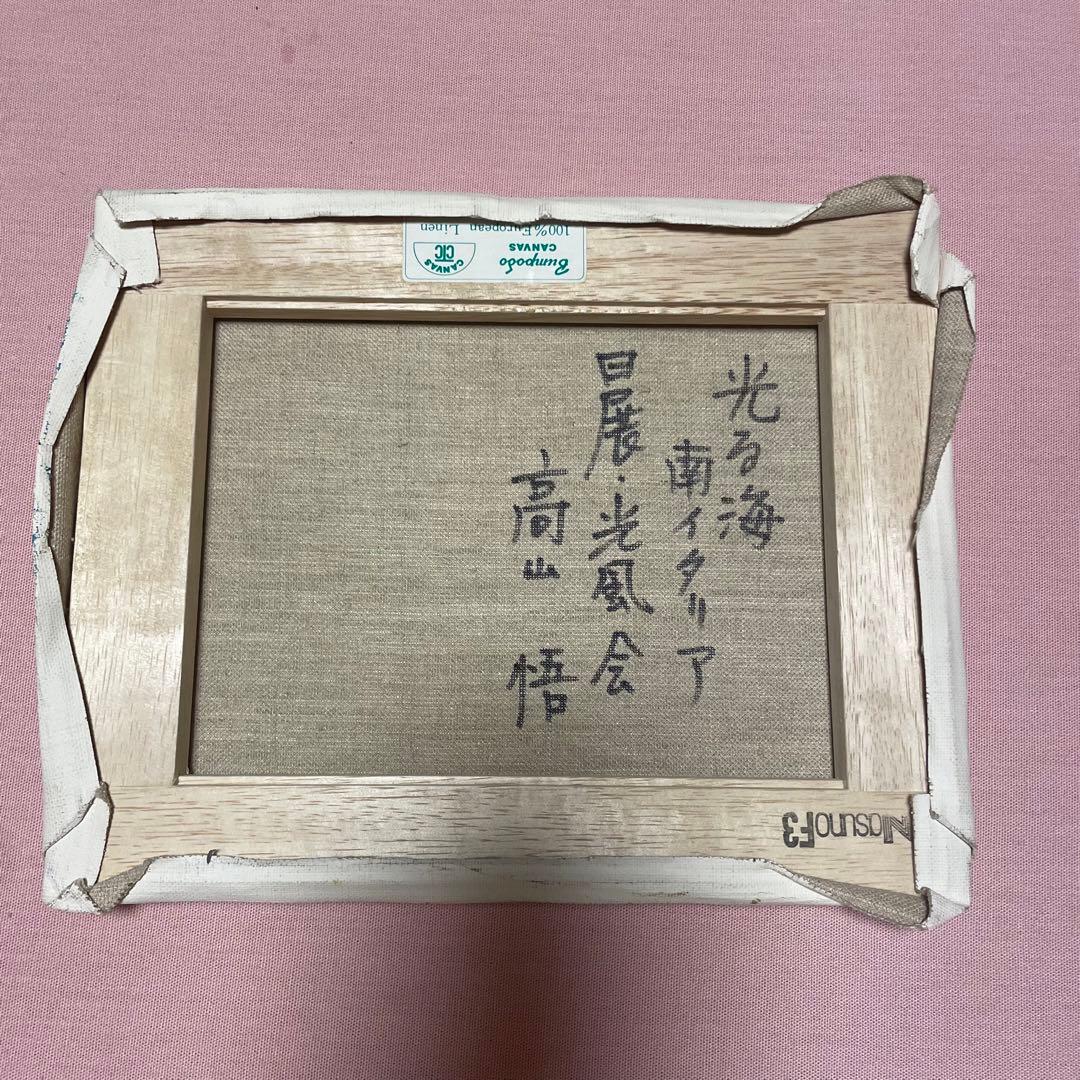 100% European Linen
CANVAS
CIC
Bumpodo
CANVAS
光る海
南イタリア
日展・光風会
高山 悟
NasunoF3